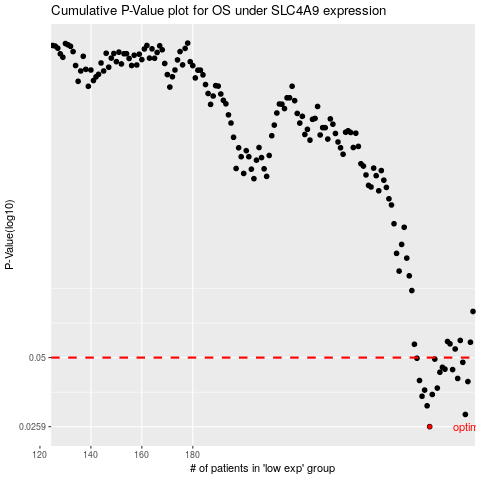 Cumulative P-Value plot for OS under SLC4A9 expression
P-Value(log10)
0.05
0.0259
optim
120 140 160 180
# of patients in 'low exp' group